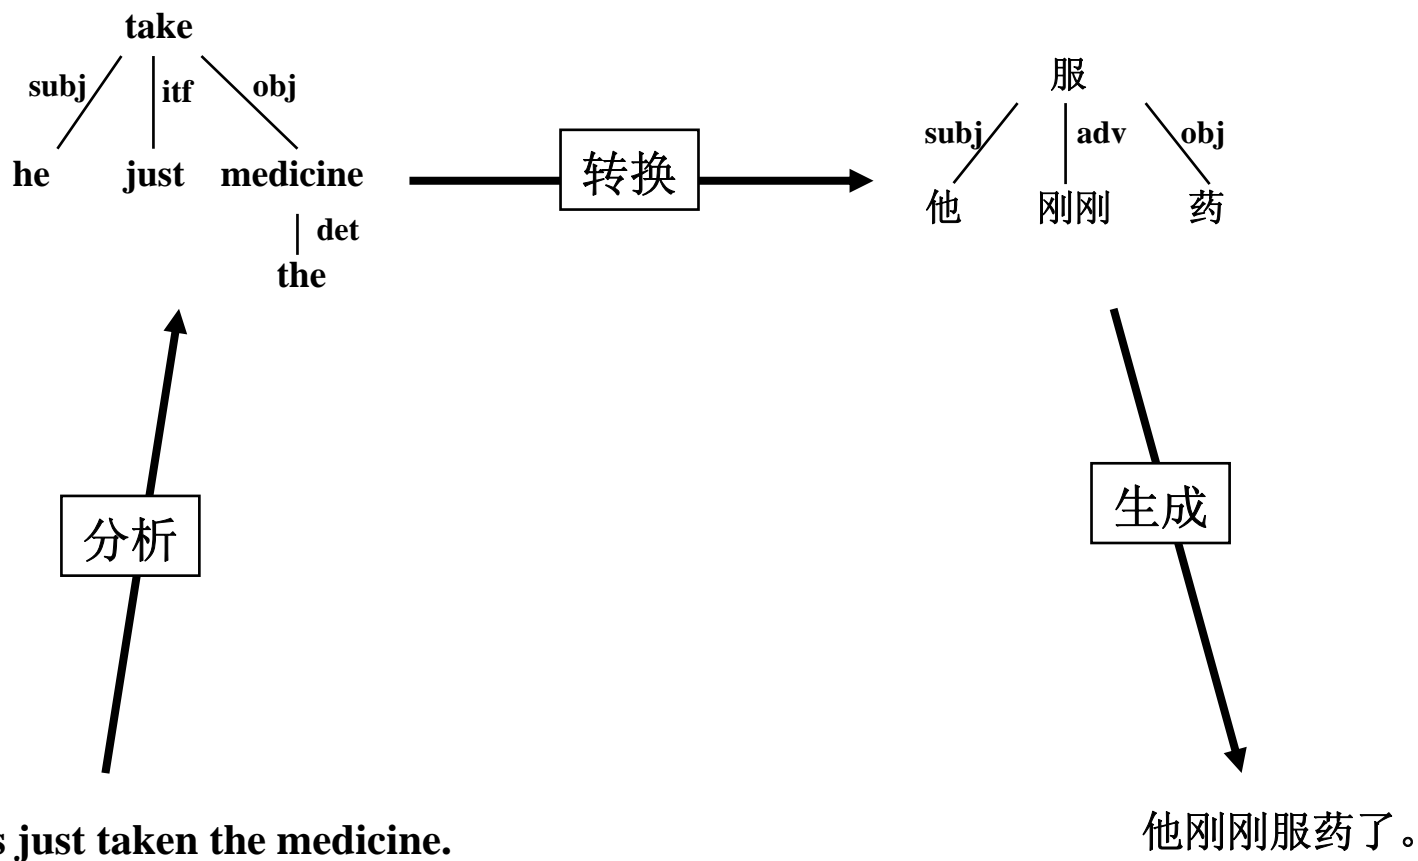 take
subj itf obj
he just medicine
det
the
转换
服
subj adv obj
他 刚刚 药
分析
生成
s just taken the medicine.
他刚刚服药了。